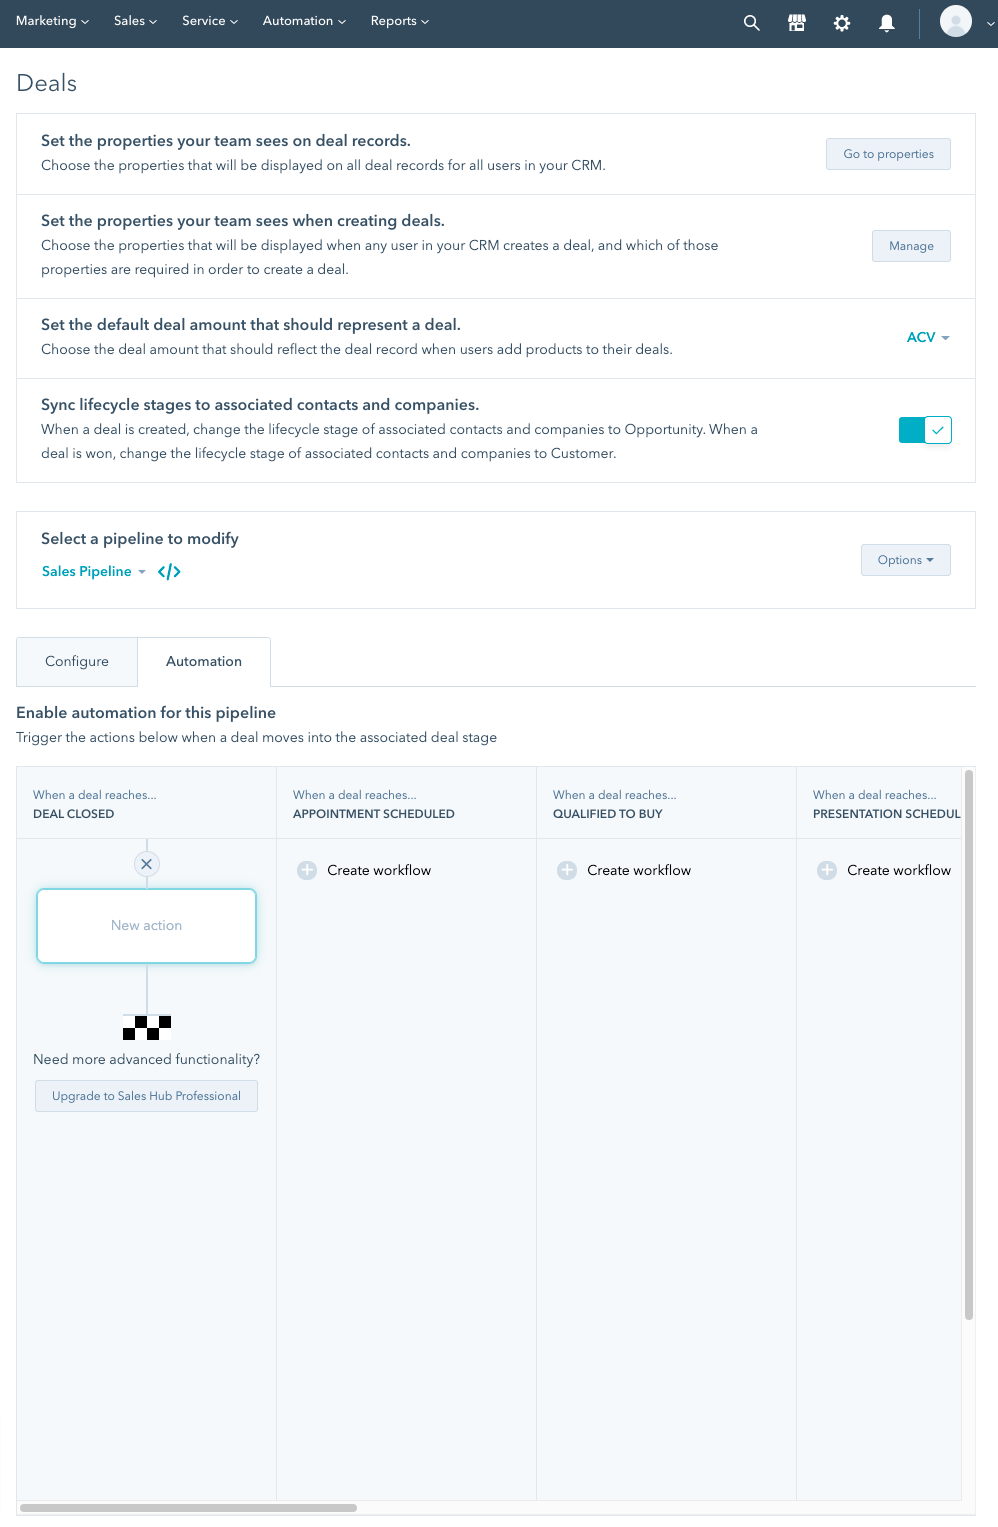 Marketing Sales Service Automation Reports
Deals
Set the properties your team sees on deal records.
Choose the properties that will be displayed on all deal records for all users in your CRM.
Go to properties
Set the properties your team sees when creating deals.
Choose the properties that will be displayed when any user in your CRM creates a deal, and which of those
properties are required in order to create a deal.
Manage
Set the default deal amount that should represent a deal.
Choose the deal amount that should reflect the deal record when users add products to their deals.
ACV
Sync lifecycle stages to associated contacts and companies.
When a deal is created, change the lifecycle stage of associated contacts and companies to Opportunity. When a
deal is won, change the lifecycle stage of associated contacts and companies to Customer.
Select a pipeline to modify
Sales Pipeline </>
Options
Configure Automation
Enable automation for this pipeline
Trigger the actions below when a deal moves into the associated deal stage
When a deal reaches...
DEAL CLOSED
New action
Need more advanced functionality?
Upgrade to Sales Hub Professional
When a deal reaches...
APPOINTMENT SCHEDULED
Create workflow
When a deal reaches...
QUALIFIED TO BUY
Create workflow
When a deal reaches...
PRESENTATION SCHEDUL
Create workflow